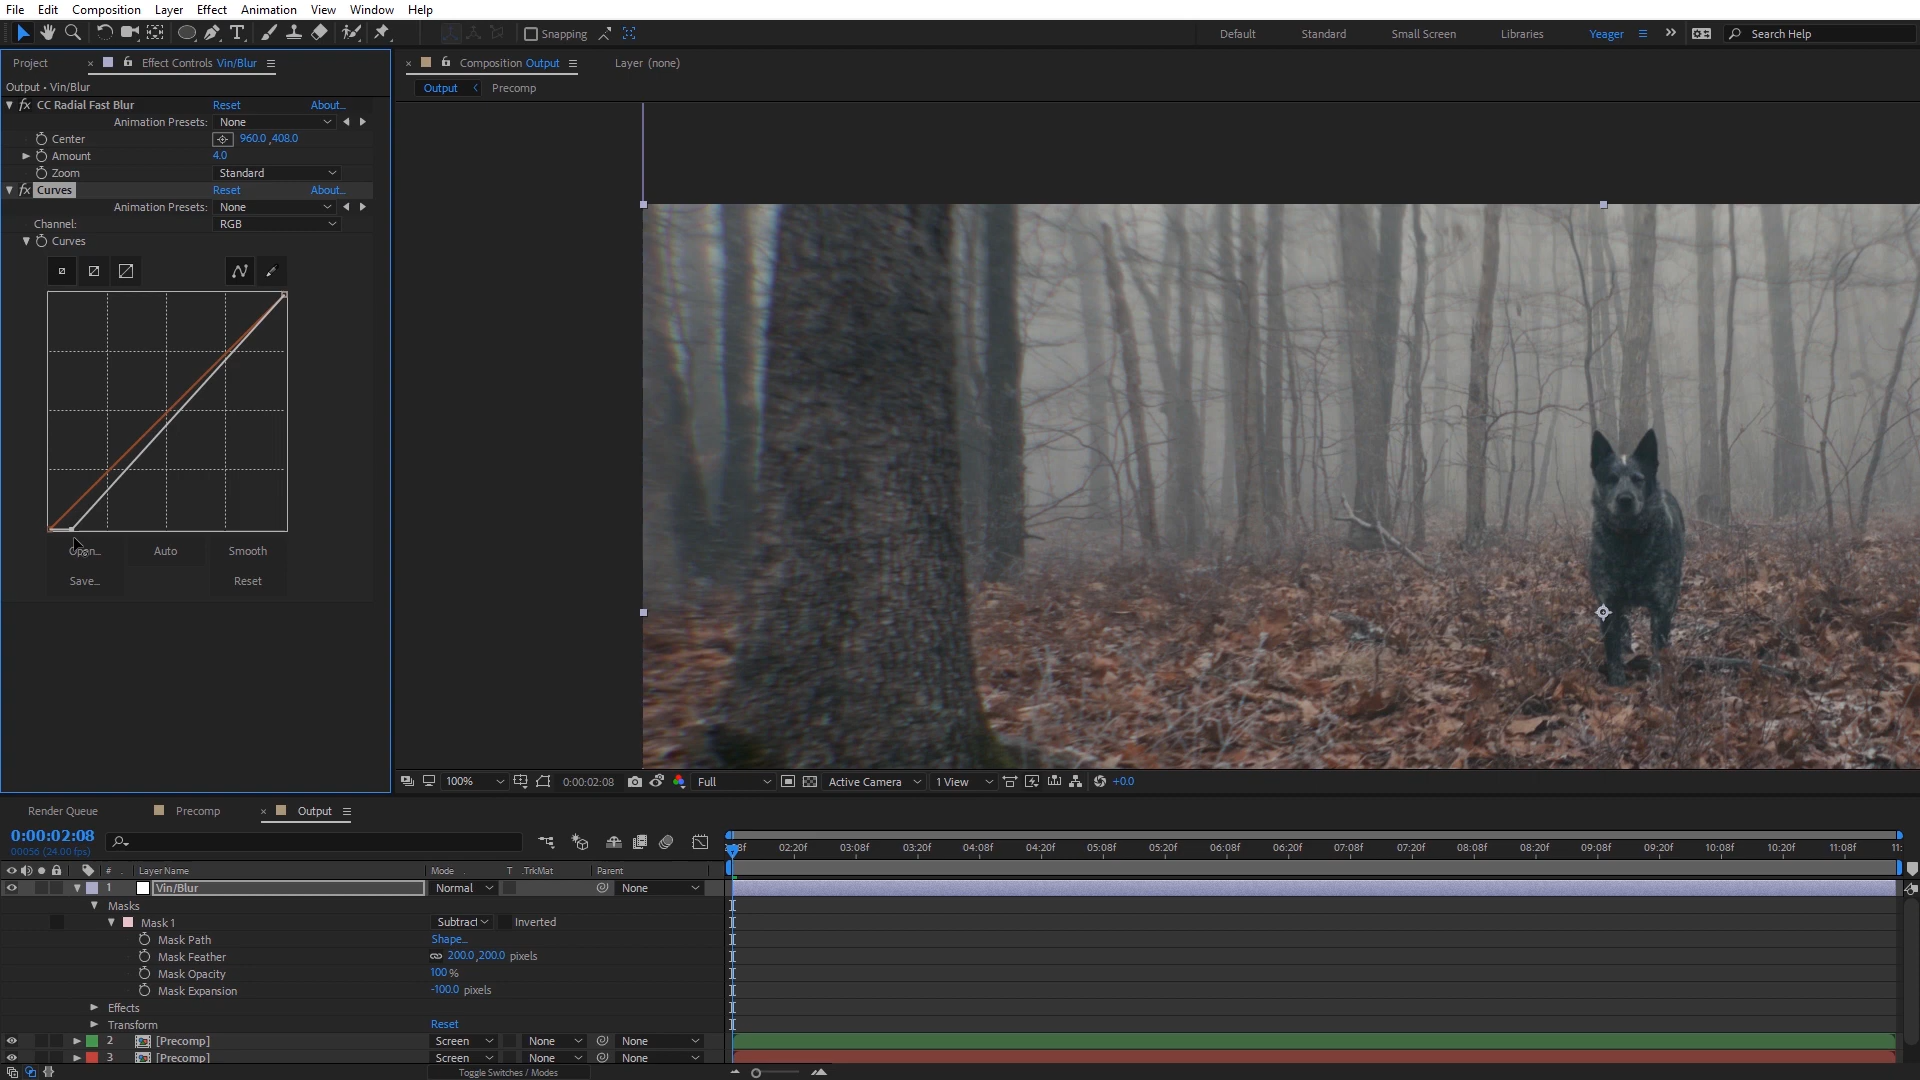 File Edit Composition Layer Effect Animation View Window Help
Snapping Default Standard Small Screen Libraries Yeager Search Help
Project Effect Controls Vin/Blur Composition Output Layer (none)
Output • Vin/Blur Output Precomp
fx CC Radial Fast Blur Reset About...
Animation Presets: None
Center 960.0,408.0
Amount 4.0
Zoom Standard
fx Curves Reset About...
Animation Presets: None
Channel: RGB
Curves
Open... Auto Smooth
Save... Reset
100% 0:00:02:08 Full Active Camera 1 View +0.0
Render Queue Precomp Output
0:00:02:08
00056 (24.00 fps)
:08f 02:20f 03:08f 03:20f 04:08f 04:20f 05:08f 05:20f 06:08f 06:20f 07:08f 07:20f 08:08f 08:20f 09:08f 09:20f 10:08f 10:20f 11:08f 11:
# Layer Name Mode T .TrkMat Parent
1 Vin/Blur Normal None
Masks
Mask 1 Subtract Inverted
Mask Path Shape...
Mask Feather 200.0,200.0 pixels
Mask Opacity 100 %
Mask Expansion -100.0 pixels
Effects
Transform Reset
2 [Precomp] Screen None None
3 [Precomp] Screen None None
Toggle Switches / Modes